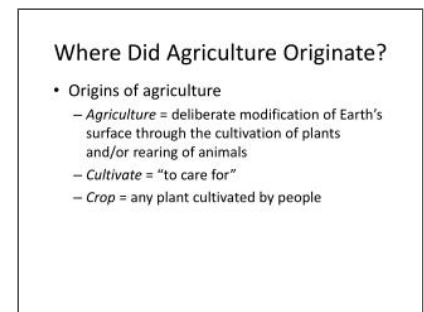 Where Did Agriculture Originate?
• Origins of agriculture
– Agriculture = deliberate modification of Earth's
surface through the cultivation of plants
and/or rearing of animals
– Cultivate = “to care for”
– Crop = any plant cultivated by people